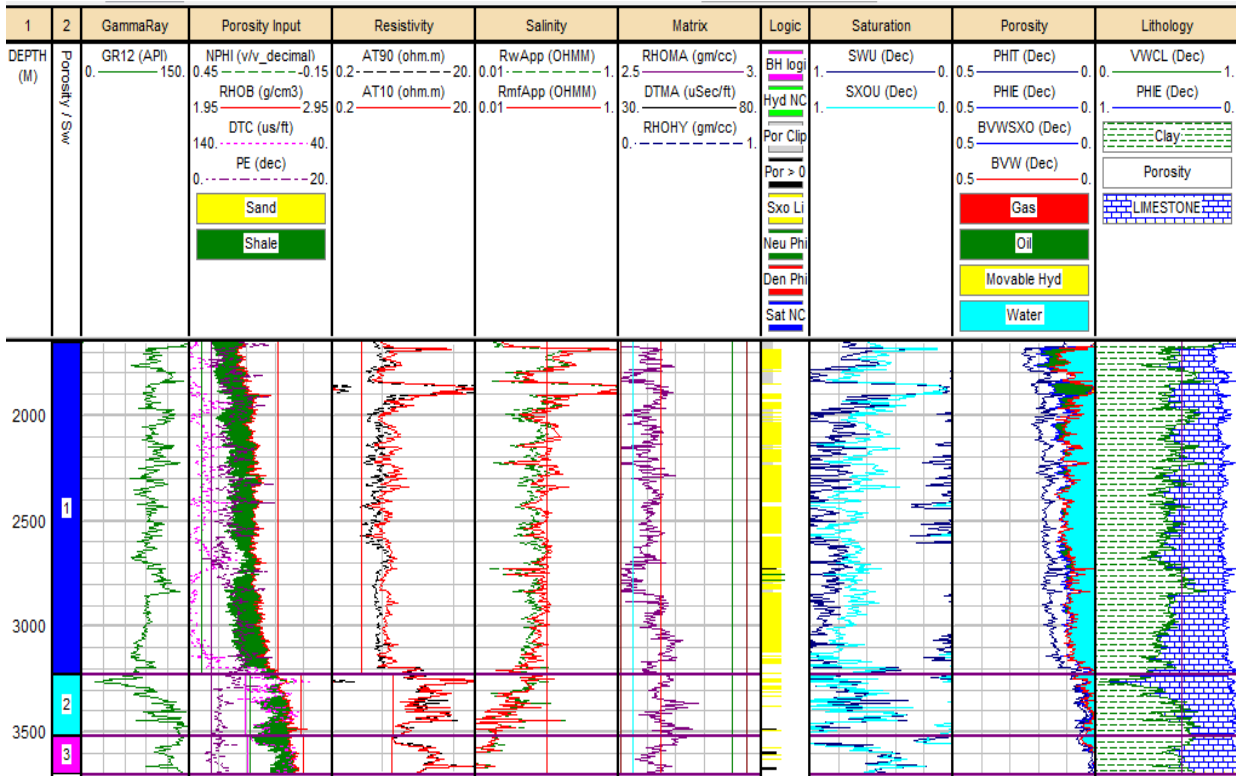 1 2 GammaRay Porosity Input Resistivity Salinity Matrix Logic Saturation Porosity Lithology
DEPTH
(M)
Porosity / Sw
GR12 (API)
0. 150.
NPHI (v/v_decimal)
0.45 -0.15
RHOB (g/cm3)
1.95 2.95
DTC (us/ft)
140. 40.
PE (dec)
0. 20.
Sand
Shale
AT90 (ohm.m)
0.2 20.
AT10 (ohm.m)
0.2 20.
RwApp (OHMM)
0.01 1.
RmfApp (OHMM)
0.01 1.
RHOMA (gm/cc)
2.5 3.
DTMA (uSec/ft)
30. 80.
RHOHY (gm/cc)
0. 1.
BH logi
Hyd NC
Por Clip
Por > 0
Sxo Li
Neu Phi
Den Phi
Sat NC
SWU (Dec)
1. 0.
SXOU (Dec)
1. 0.
PHIT (Dec)
0.5 0.
PHIE (Dec)
0.5 0.
BVWSXO (Dec)
0.5 0.
BVW (Dec)
0.5 0.
Gas
Oil
Movable Hyd
Water
VWCL (Dec)
0. 1.
PHIE (Dec)
1. 0.
Clay
Porosity
LIMESTONE
2000
2500
3000
3500
1
2
3